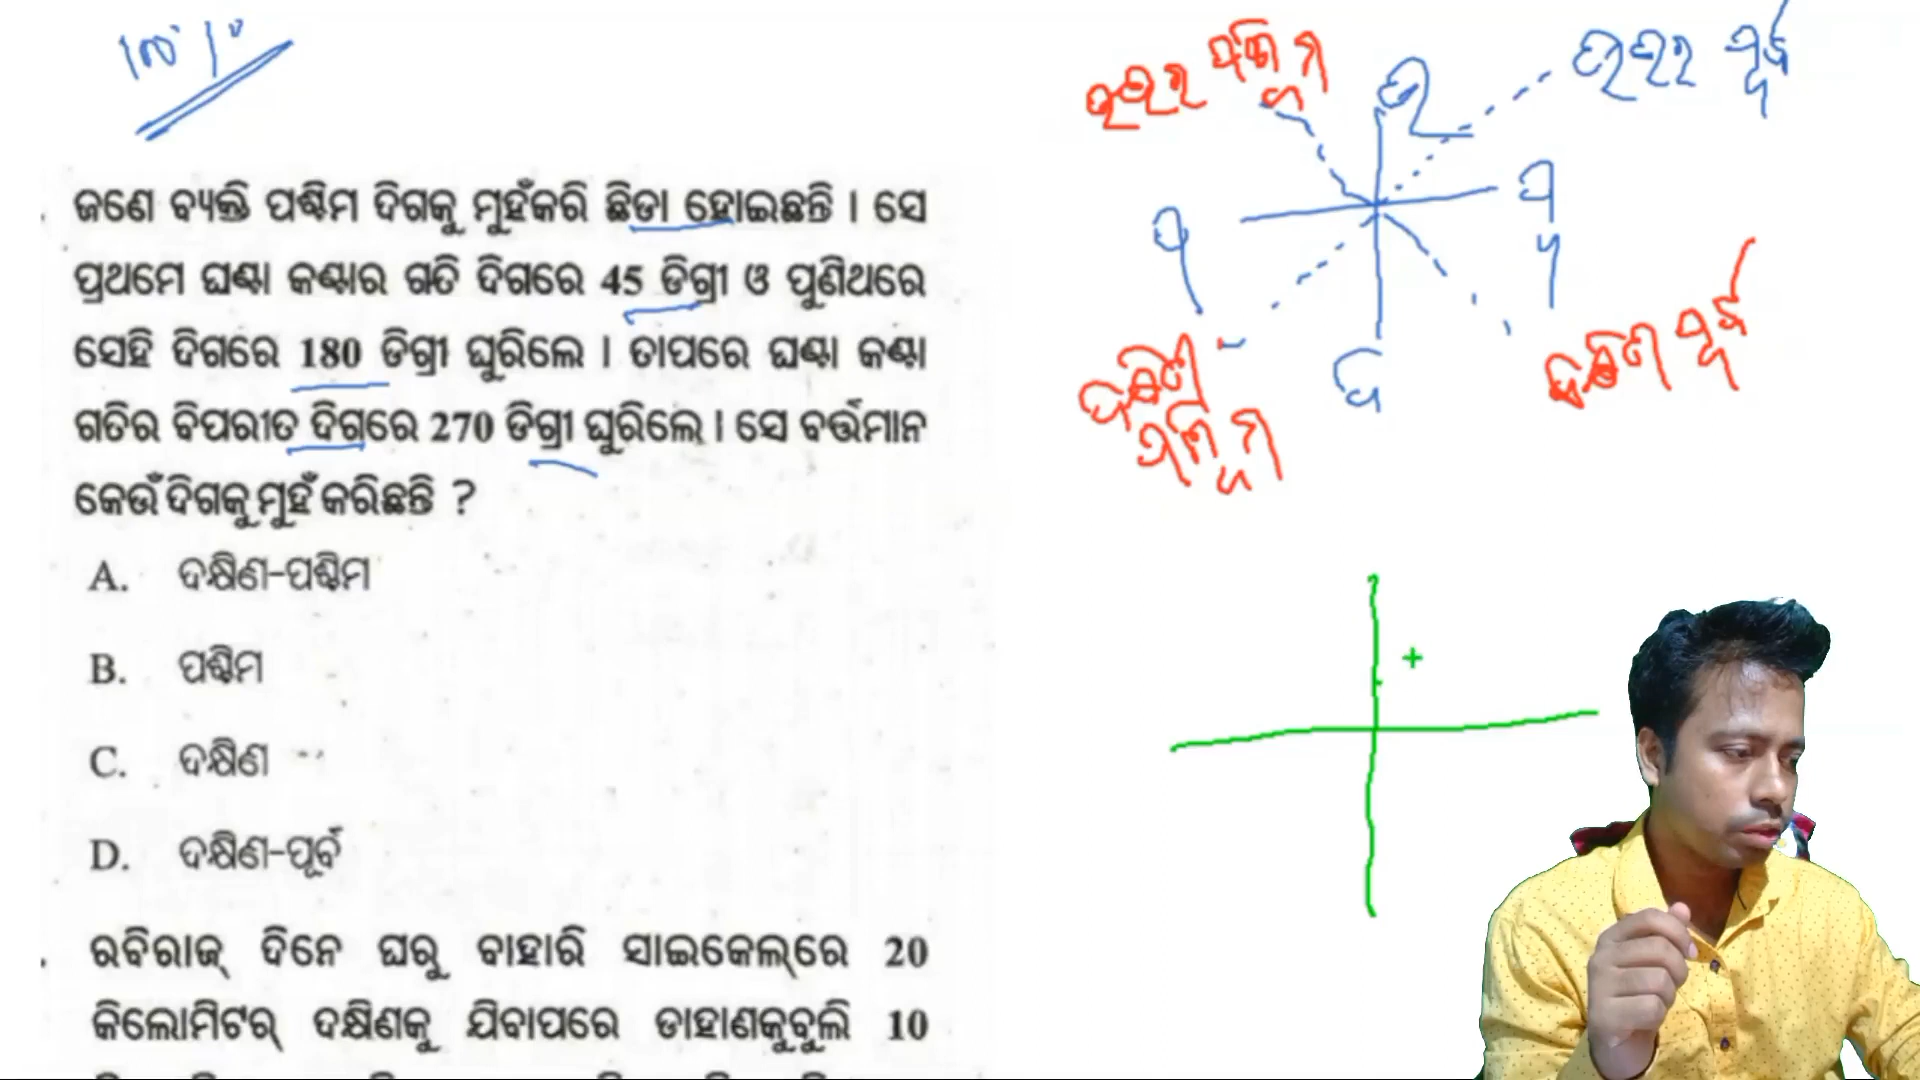 100%
ଜଣେ ବ୍ୟକ୍ତି ପଶ୍ଚିମ ଦିଗକୁ ମୁହଁକରି ଛିଡା ହୋଇଛନ୍ତି । ସେ
ପ୍ରଥମେ ଘଣ୍ଟା କଣ୍ଟାର ଗତି ଦିଗରେ 45 ଡିଗ୍ରୀ ଓ ପୁଣିଥରେ
ସେହି ଦିଗରେ 180 ଡିଗ୍ରୀ ଘୁରିଲେ । ତାପରେ ଘଣ୍ଟା କଣ୍ଟା
ଗତିର ବିପରୀତ ଦିଗରେ 270 ଡିଗ୍ରୀ ଘୁରିଲେ । ସେ ବର୍ତ୍ତମାନ
କେଉଁ ଦିଗକୁ ମୁହଁ କରିଛନ୍ତି ?
A. ଦକ୍ଷିଣ-ପଶ୍ଚିମ
B. ପଶ୍ଚିମ
C. ଦକ୍ଷିଣ
D. ଦକ୍ଷିଣ-ପୂର୍ବ
ରବିରାଜ୍ ଦିନେ ଘରୁ ବାହାରି ସାଇକେଲ୍‌ରେ 20
କିଲୋମିଟର୍ ଦକ୍ଷିଣକୁ ଯିବାପରେ ଡାହାଣକୁବୁଲି 10
ଉତ୍ତର ପଶ୍ଚିମ
ଉ
ଉତ୍ତର ପୂର୍ବ
ପ
ପୂ
ଦ
ଦକ୍ଷିଣ ପଶ୍ଚିମ
ଦକ୍ଷିଣ ପୂର୍ବ
+